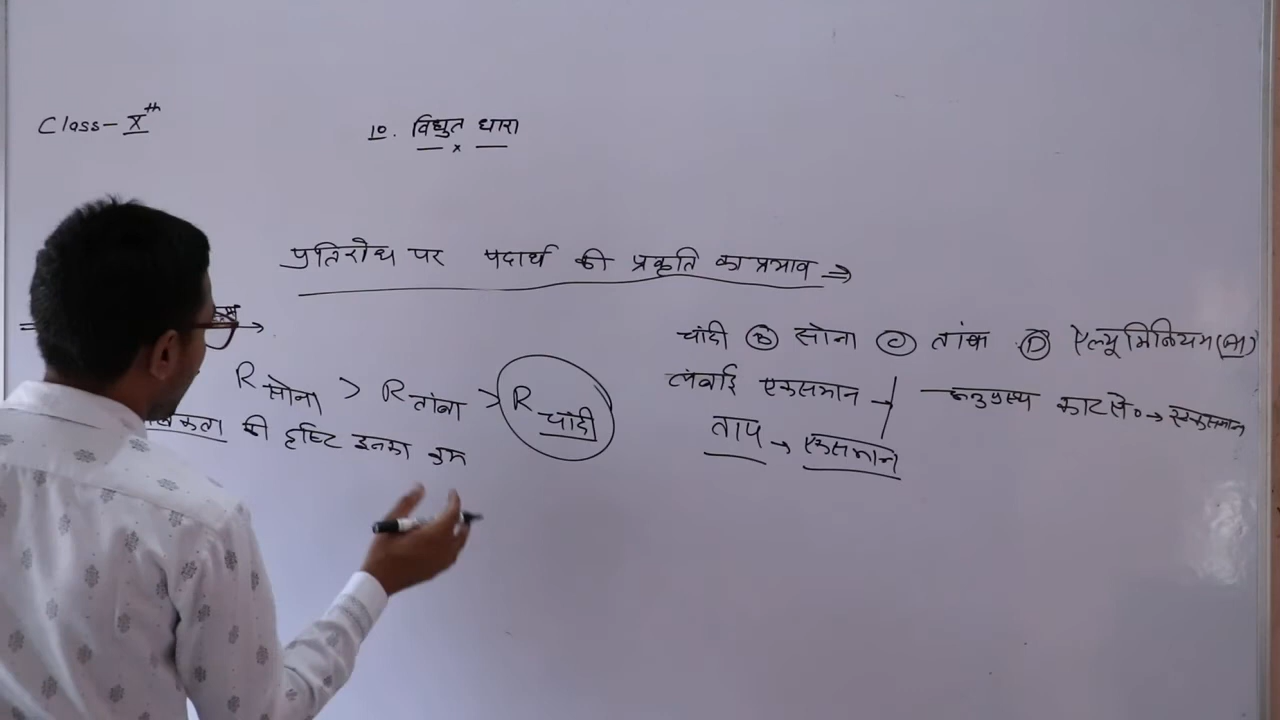 Class- Xth
10. विद्युत धारा
प्रतिरोध पर पदार्थ की प्रकृति का प्रभाव ⇒
चांदी (B) सोना (C) तांबा (D) ऐल्यूमिनियम (Al)
R सोना > R तांबा > R चांदी
लंबाई एकसमान → अनुप्रस्थ काट से० → एकसमान
की दृष्टि इनका क्रम
ताप → एकसमान